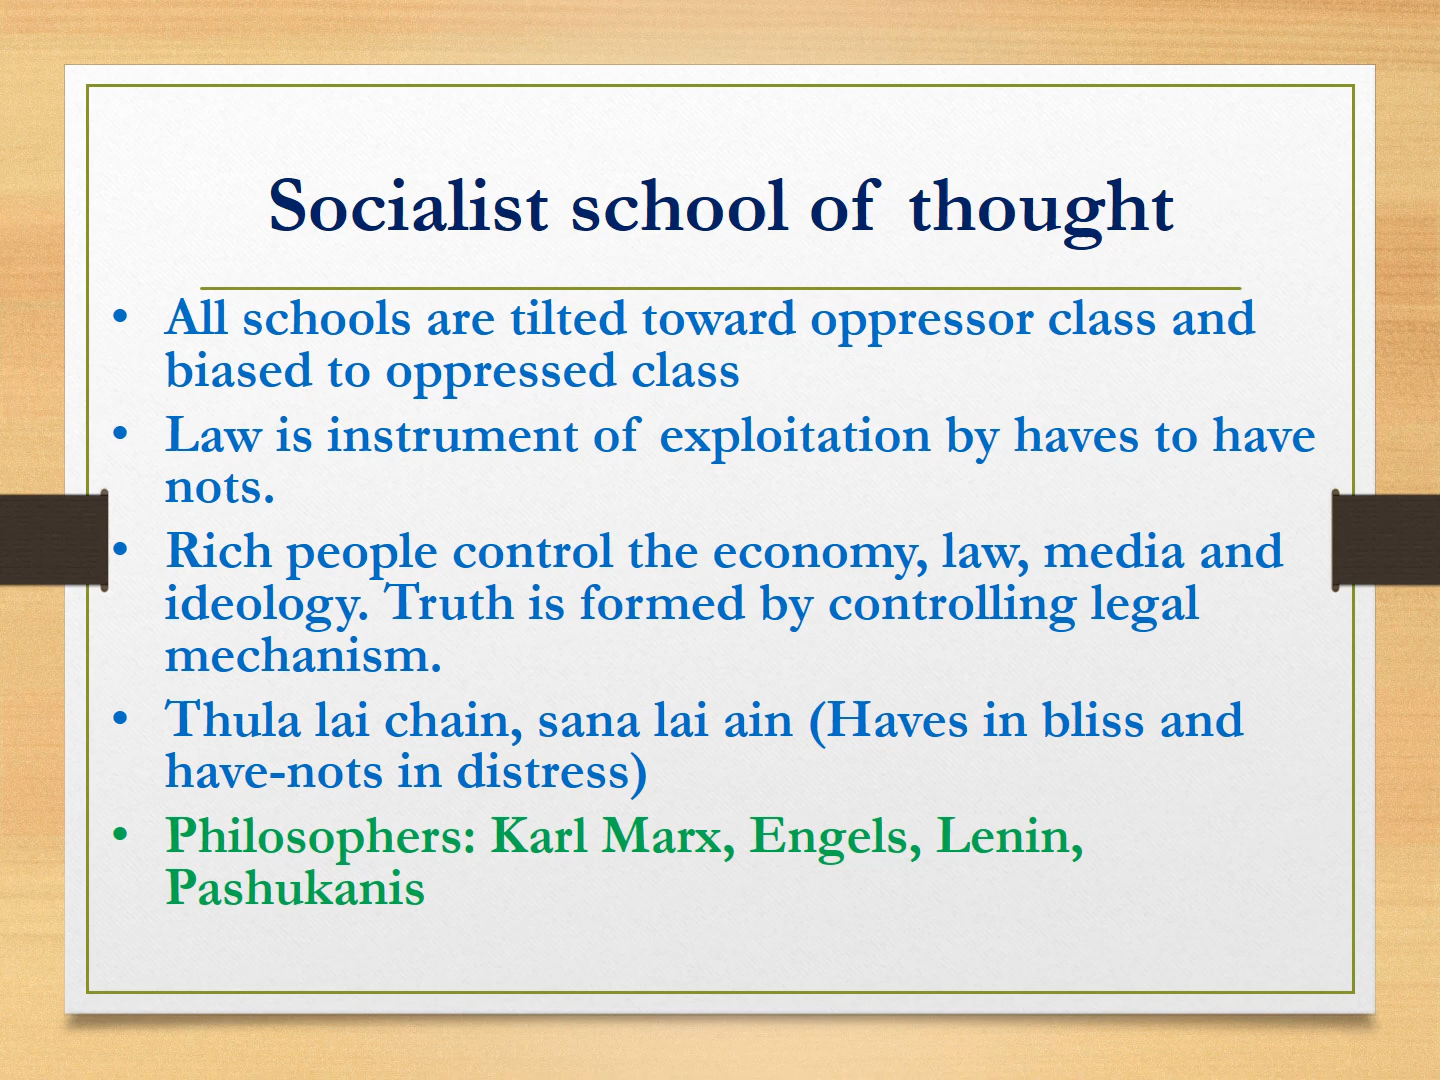 Socialist school of thought
• All schools are tilted toward oppressor class and
biased to oppressed class
• Law is instrument of exploitation by haves to have
nots.
• Rich people control the economy, law, media and
ideology. Truth is formed by controlling legal
mechanism.
• Thula lai chain, sana lai ain (Haves in bliss and
have-nots in distress)
• Philosophers: Karl Marx, Engels, Lenin,
Pashukanis